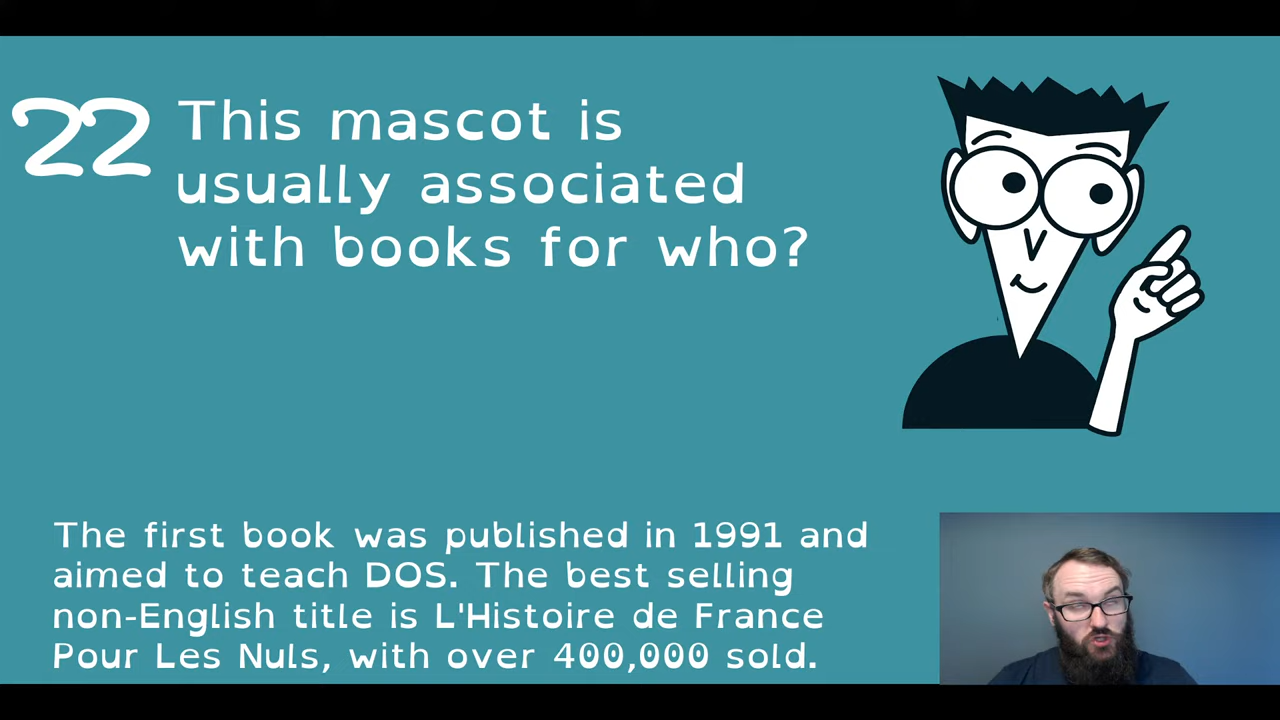 22
This mascot is
usually associated
with books for who?
The first book was published in 1991 and
aimed to teach DOS. The best selling
non-English title is L'Histoire de France
Pour Les Nuls, with over 400,000 sold.